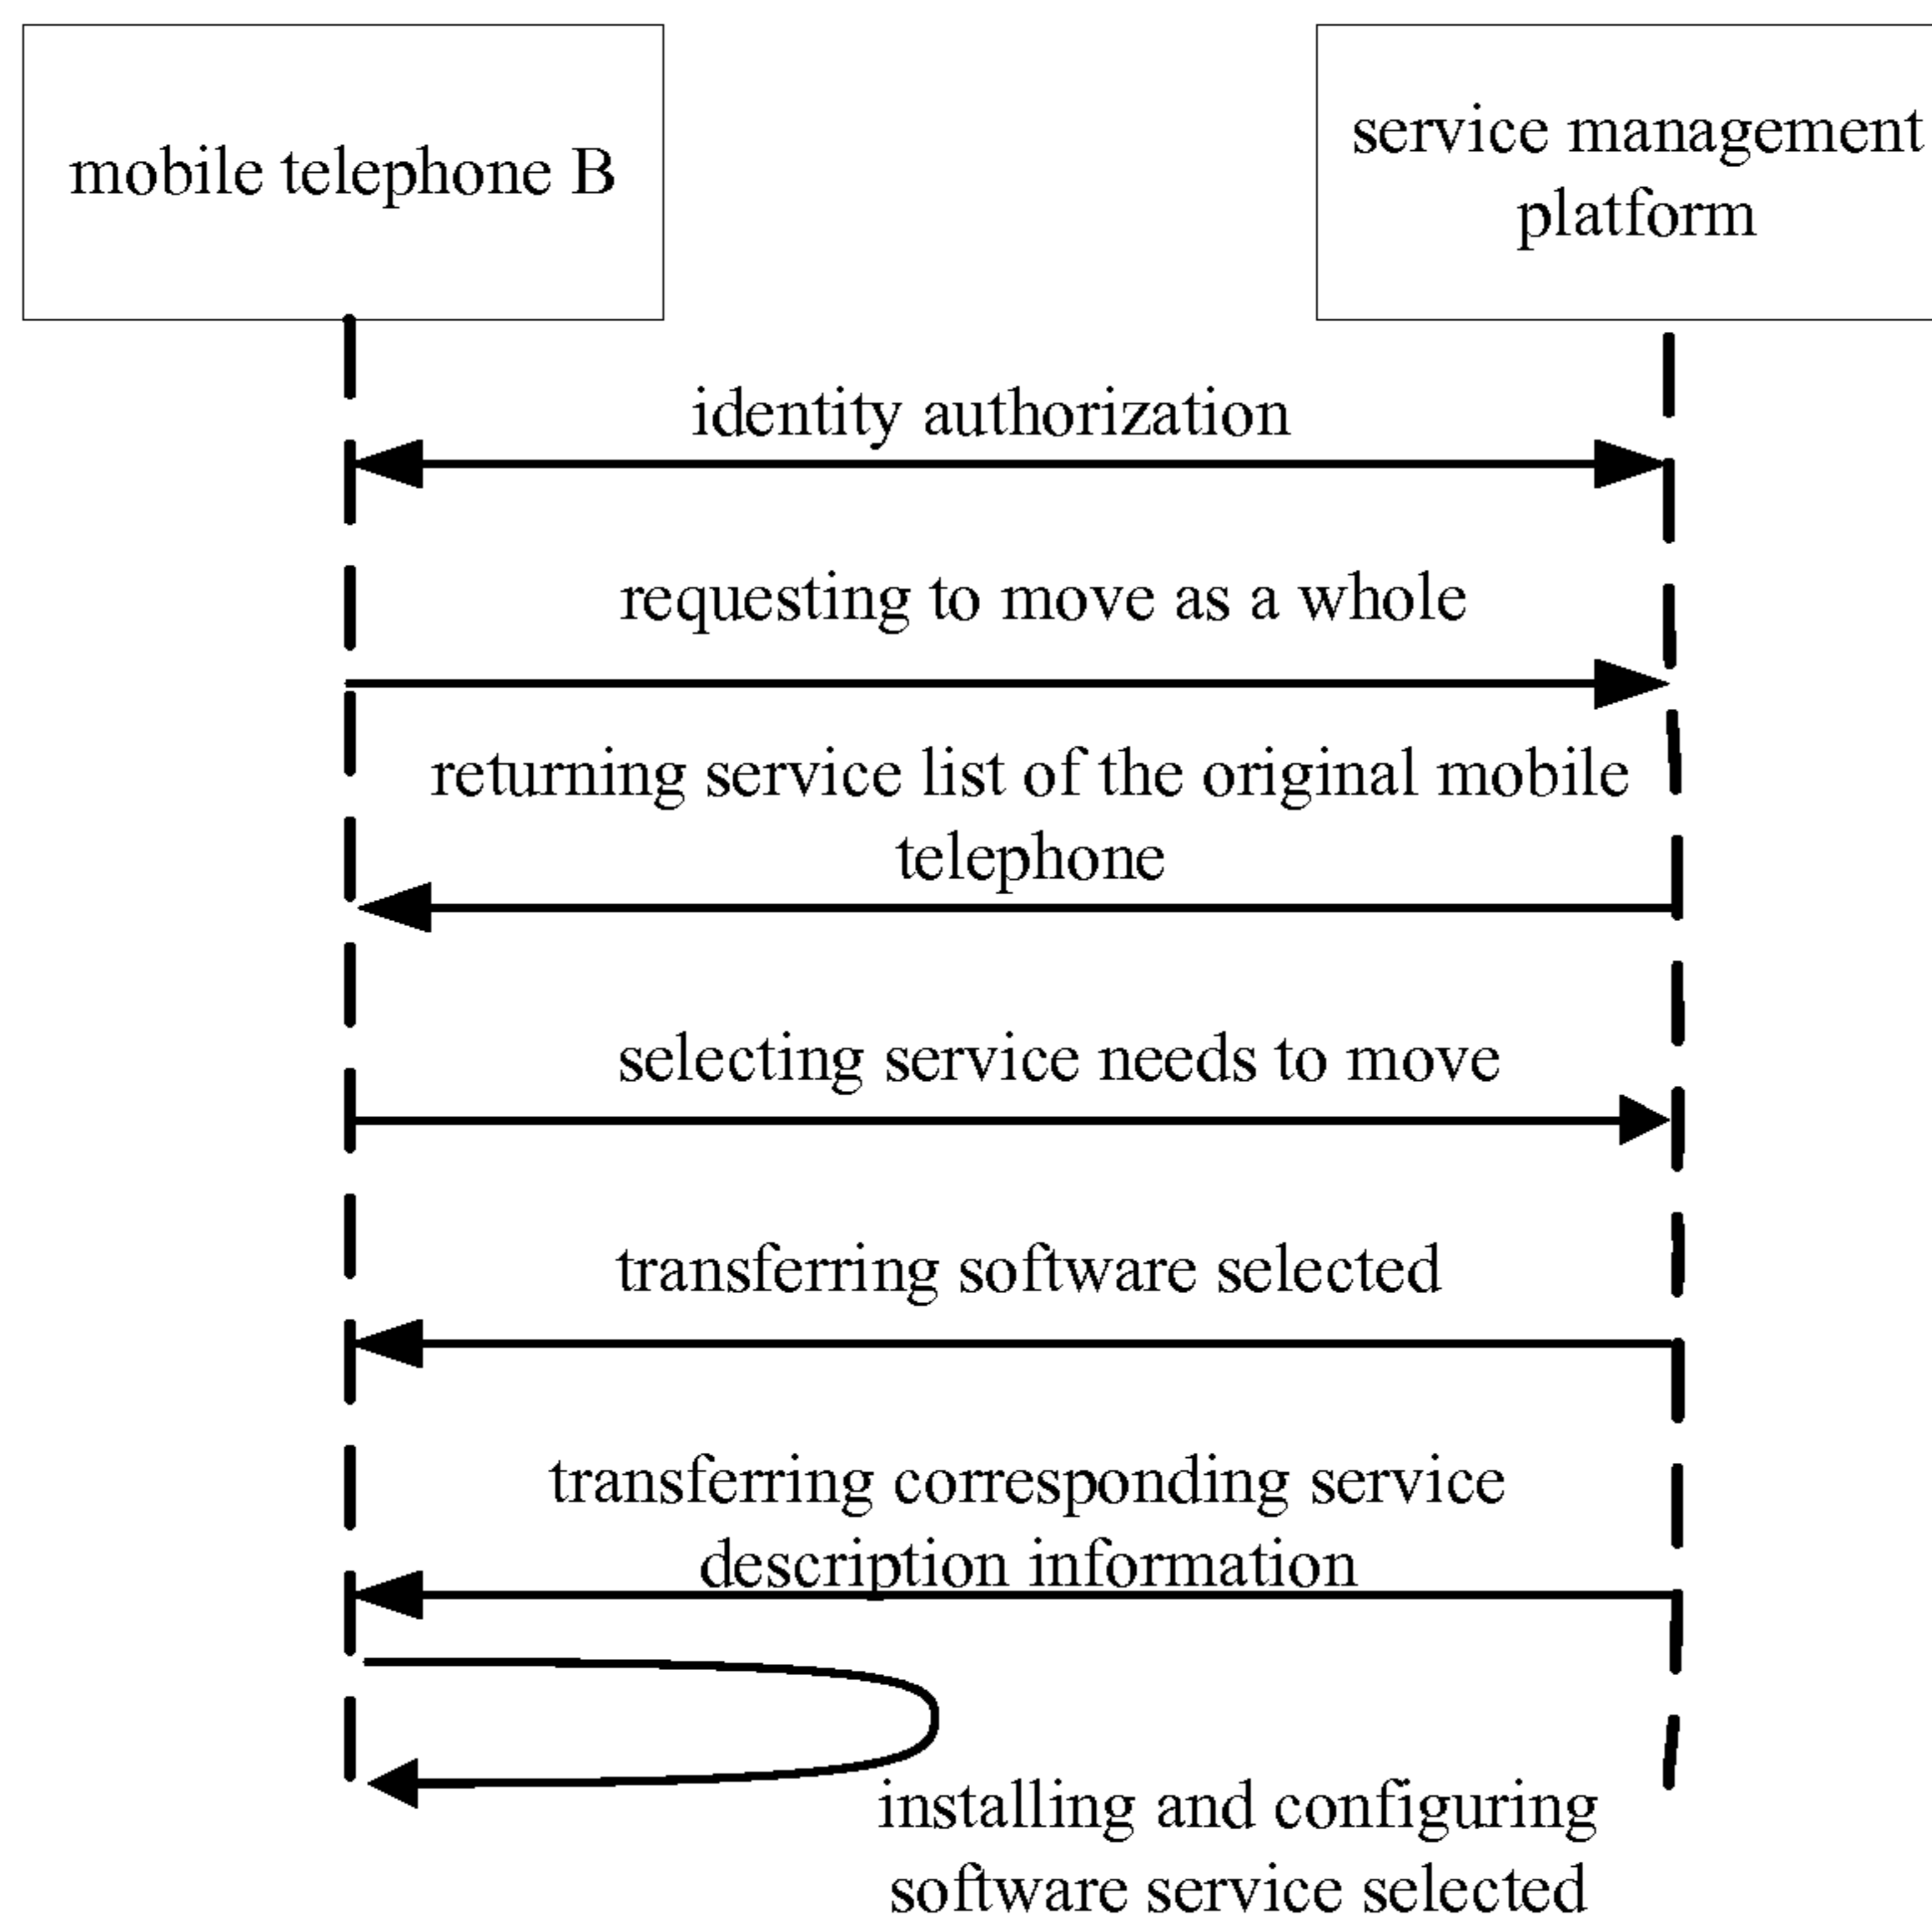 mobile telephone B
service management
platform
identity authorization
requesting to move as a whole
returning service list of the original mobile
telephone
selecting service needs to move
transferring software selected
transferring corresponding service
description information
installing and configuring
software service selected